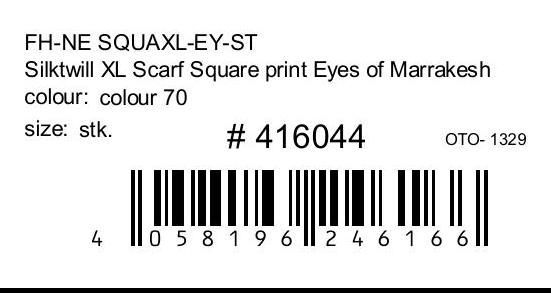 FH-NE SQUAXL-EY-ST
Silktwill XL Scarf Square print Eyes of Marrakesh
colour: colour 70
size: stk.
# 416044
OTO- 1329
4 058196 246166